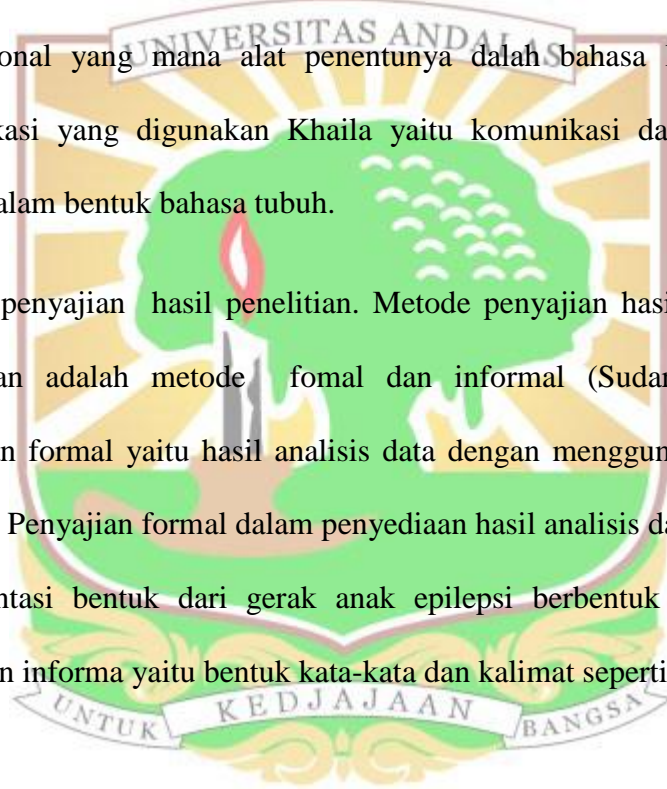 UNIVERSITAS ANDALAS
onal yang mana alat penentunya dalah bahasa
kasi yang digunakan Khaila yaitu komunikasi da
alam bentuk bahasa tubuh.
penyajian hasil penelitian. Metode penyajian hasi
an adalah metode fomal dan informal (Sudar
n formal yaitu hasil analisis data dengan menggun
Penyajian formal dalam penyediaan hasil analisis da
ntasi bentuk dari gerak anak epilepsi berbentuk
n informa yaitu bentuk kata-kata dan kalimat seperti
UNTUK KEDJAJAAN BANGSA